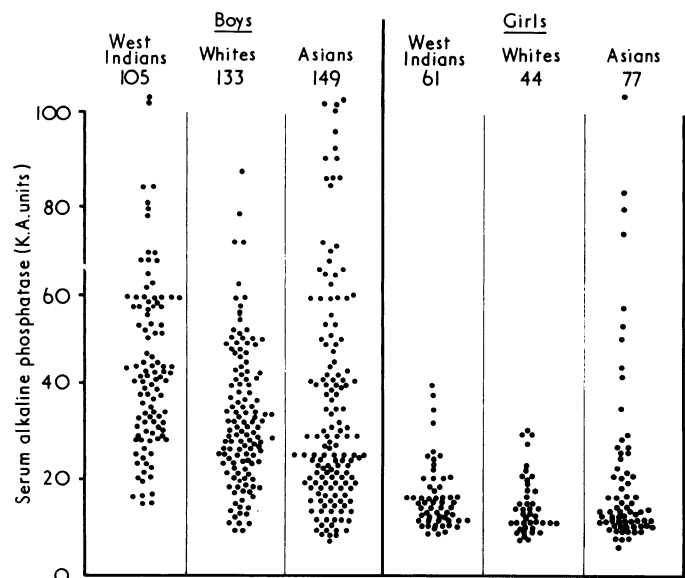 Boys Girls
West Indians Whites Asians West Indians Whites Asians
105 133 149 61 44 77
Serum alkaline phosphatase (K.A.units)
100
80
60
40
20
0